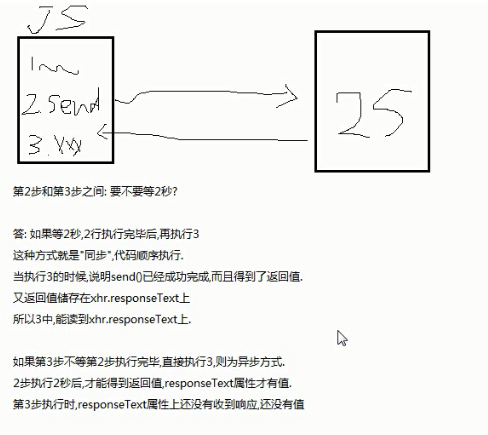 JS
1
2.Send
3.xxx
2S
第2步和第3步之间: 要不要等2秒?
答: 如果等2秒,2行执行完毕后,再执行3
这种方式就是"同步",代码顺序执行.
当执行3的时候,说明send()已经成功完成,而且得到了返回值.
又返回值储存在xhr.responseText上
所以3中,能读到xhr.responseText上.
如果第3步不等第2步执行完毕,直接执行3,则为异步方式.
2步执行2秒后,才能得到返回值,responseText属性才有值.
第3步执行时,responseText属性上还没有收到响应,还没有值